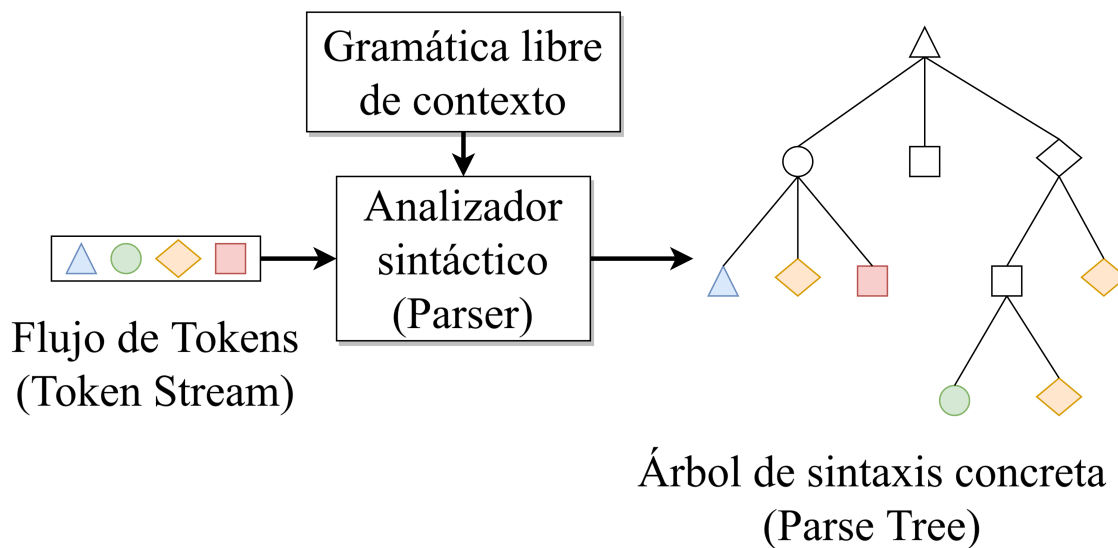 Gramática libre
de contexto
Analizador
sintáctico
(Parser)
Flujo de Tokens
(Token Stream)
Árbol de sintaxis concreta
(Parse Tree)